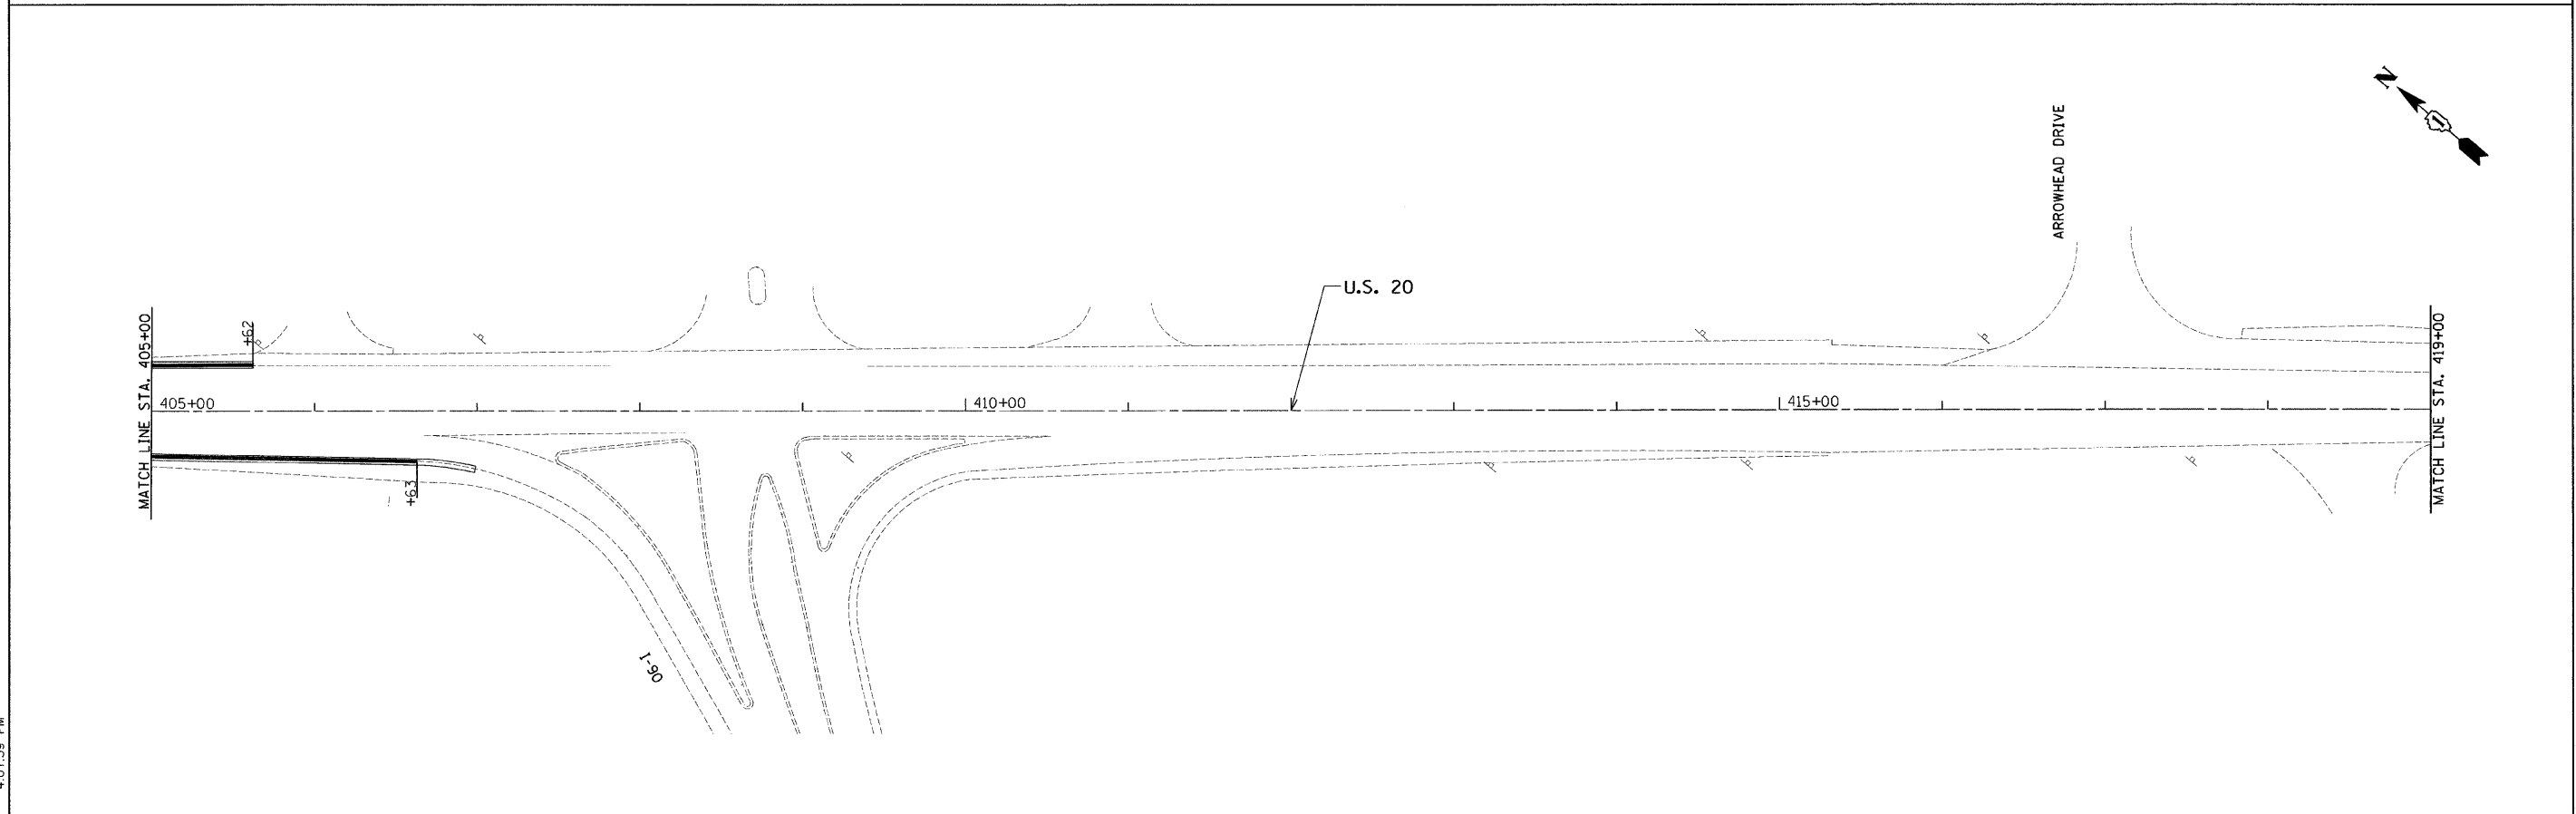 N
ARROWHEAD DRIVE
U.S. 20
MATCH LINE STA. 405+00
+62
405+00
410+00
415+00
MATCH LINE STA. 419+00
+63
I-90